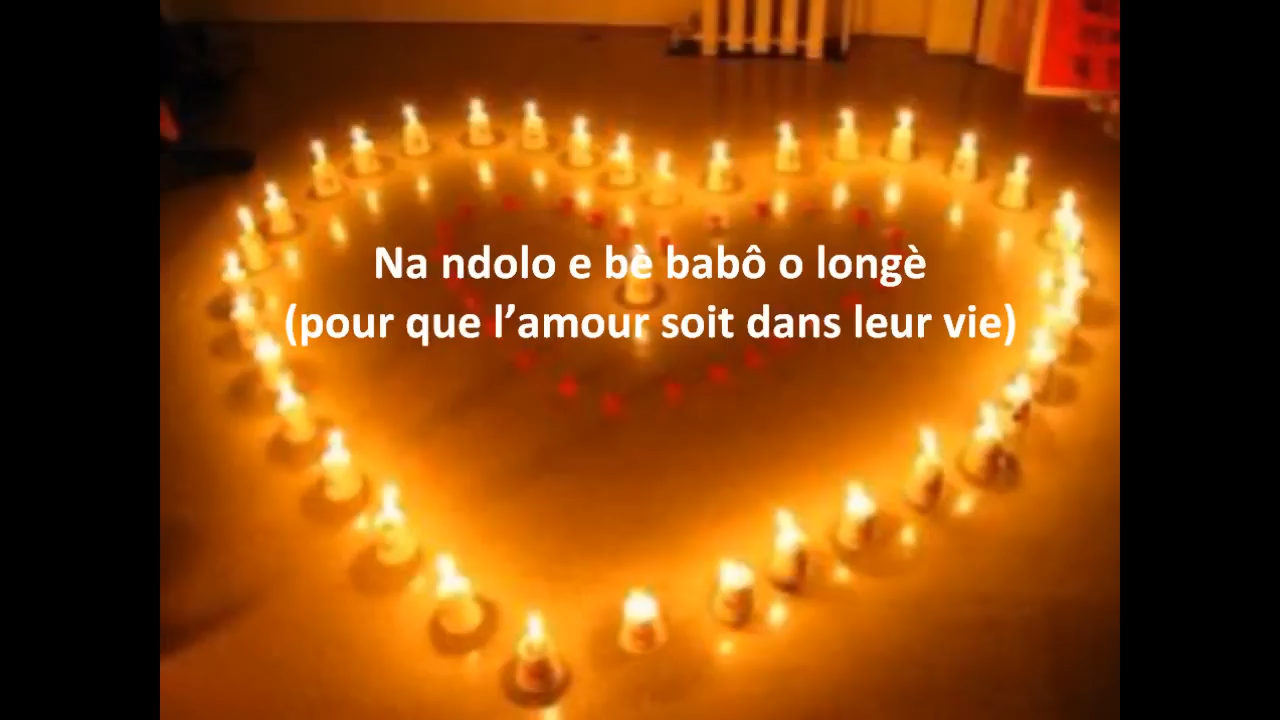 Na ndolo e bè babô o longè
(pour que l’amour soit dans leur vie)